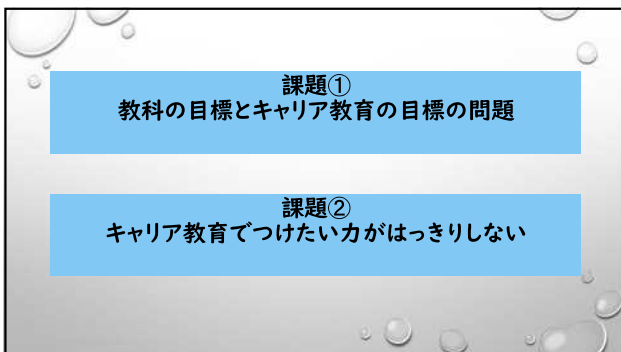 課題①
教科の目標とキャリア教育の目標の問題
課題②
キャリア教育でつけたい力がはっきりしない